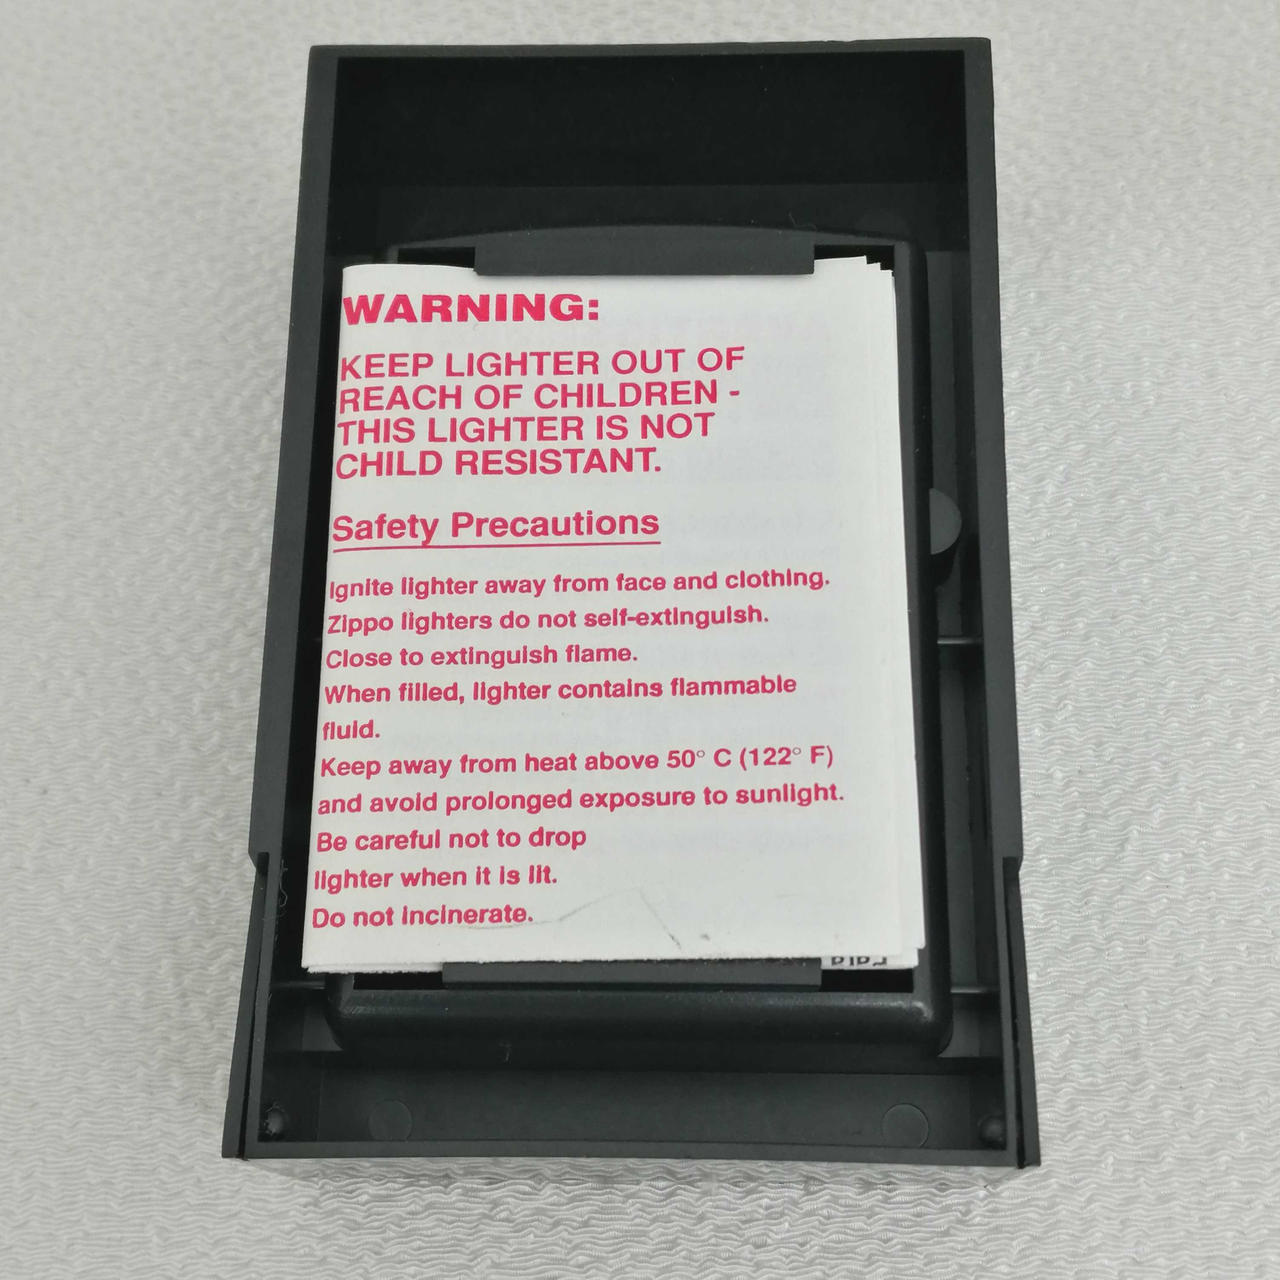 WARNING:
KEEP LIGHTER OUT OF
REACH OF CHILDREN -
THIS LIGHTER IS NOT
CHILD RESISTANT.
Safety Precautions
Ignite lighter away from face and clothing.
Zippo lighters do not self-extinguish.
Close to extinguish flame.
When filled, lighter contains flammable
fluid.
Keep away from heat above 50° C (122° F)
and avoid prolonged exposure to sunlight.
Be careful not to drop
lighter when it is lit.
Do not incinerate.